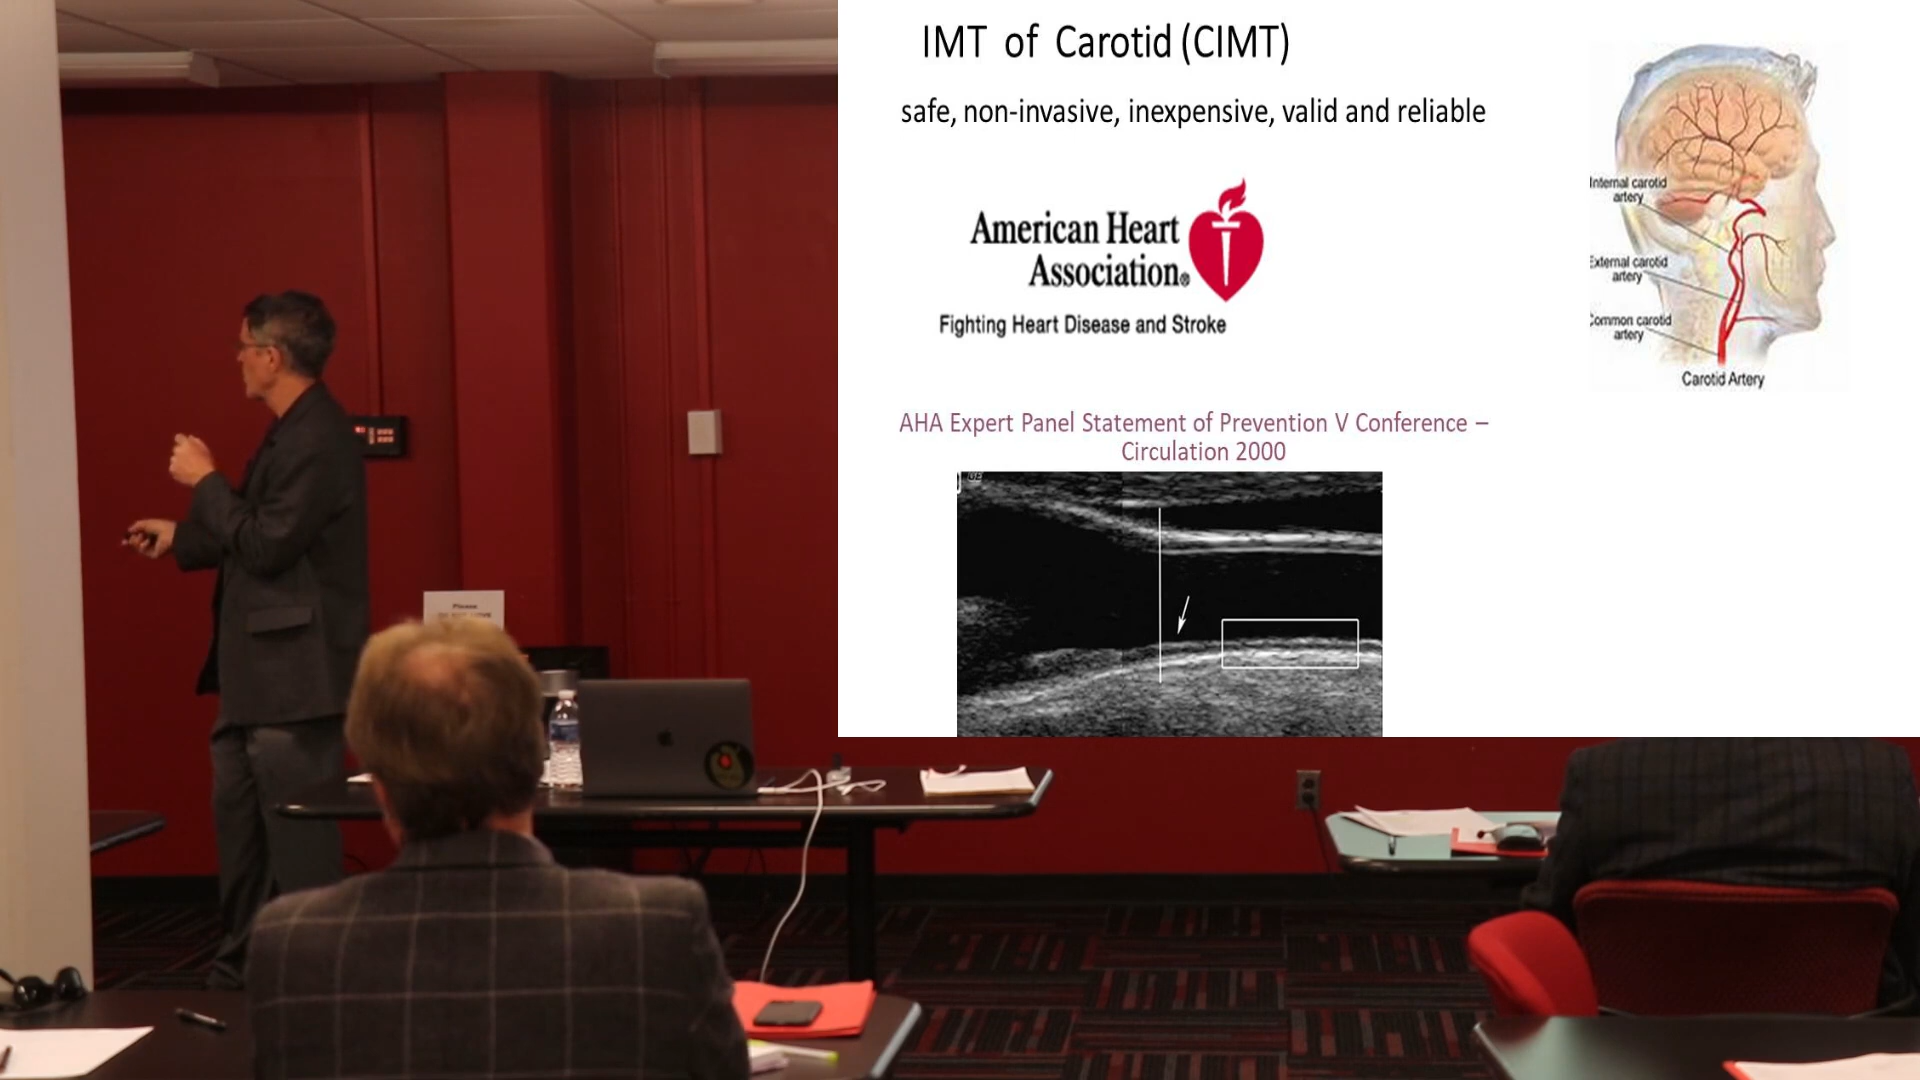 IMT of Carotid (CIMT)
safe, non-invasive, inexpensive, valid and reliable
American Heart
Association®
Fighting Heart Disease and Stroke
Internal carotid
artery
External carotid
artery
Common carotid
artery
Carotid Artery
AHA Expert Panel Statement of Prevention V Conference –
Circulation 2000
Please